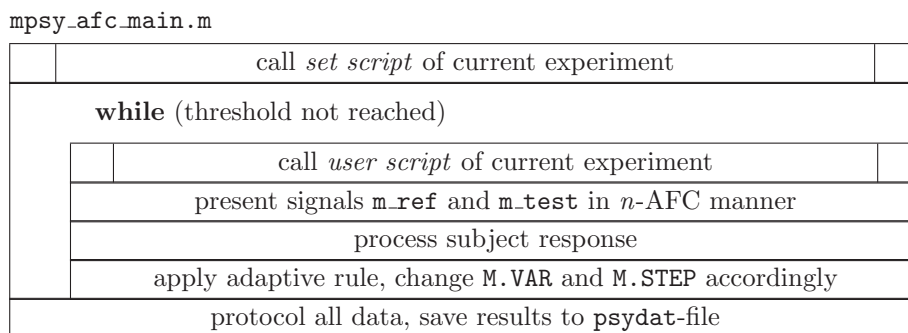 mpsy_afc_main.m
call set script of current experiment
while (threshold not reached)
call user script of current experiment
present signals m_ref and m_test in n-AFC manner
process subject response
apply adaptive rule, change M.VAR and M.STEP accordingly
protocol all data, save results to psydat-file